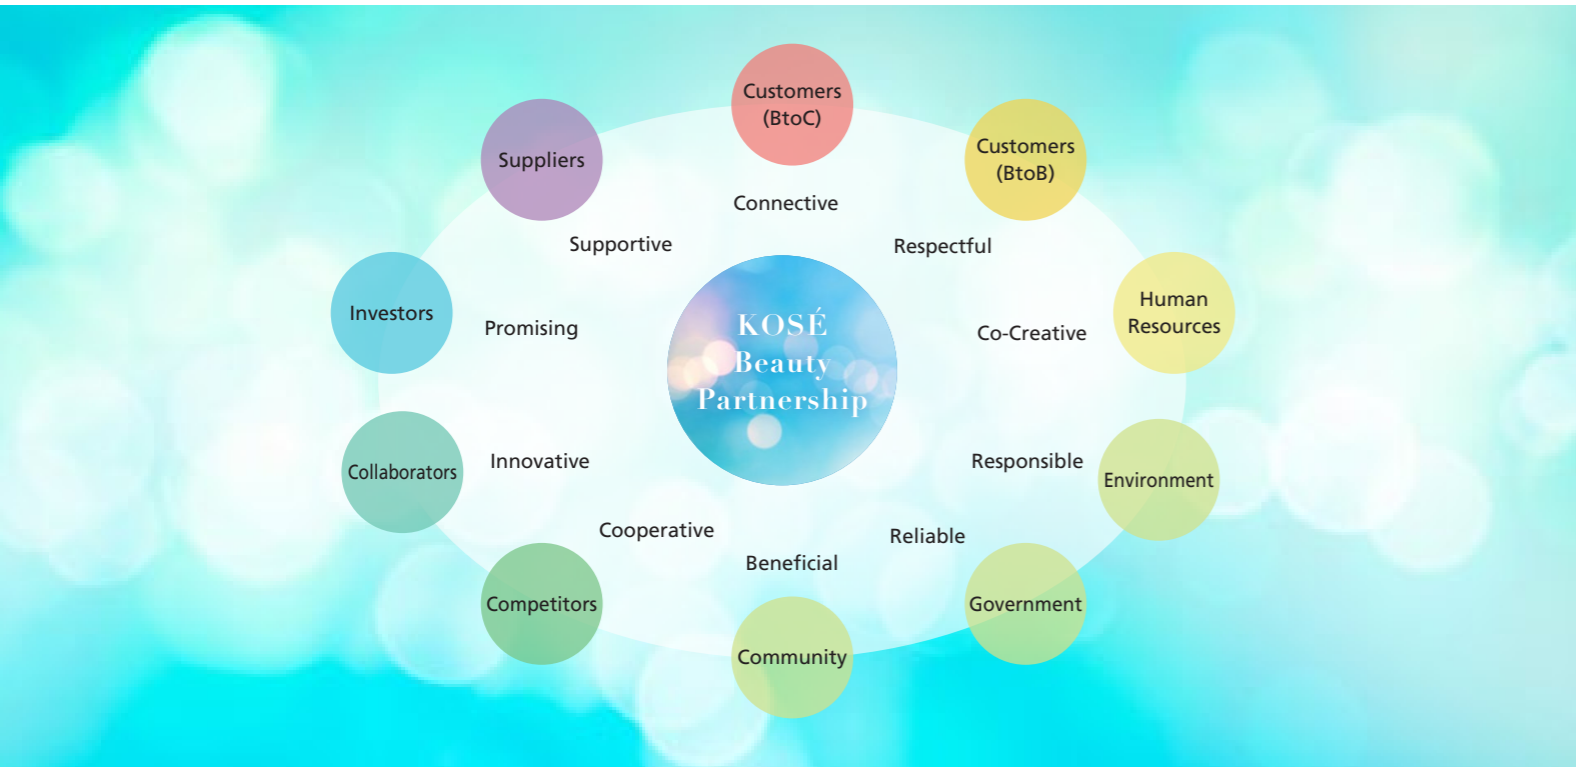 Customers
(BtoC)
Suppliers
Customers
(BtoB)
Connective
Supportive
Respectful
Investors
Promising
KOSÉ
Beauty
Partnership
Co-Creative
Human
Resources
Collaborators
Innovative
Responsible
Environment
Cooperative
Beneficial
Reliable
Competitors
Community
Government